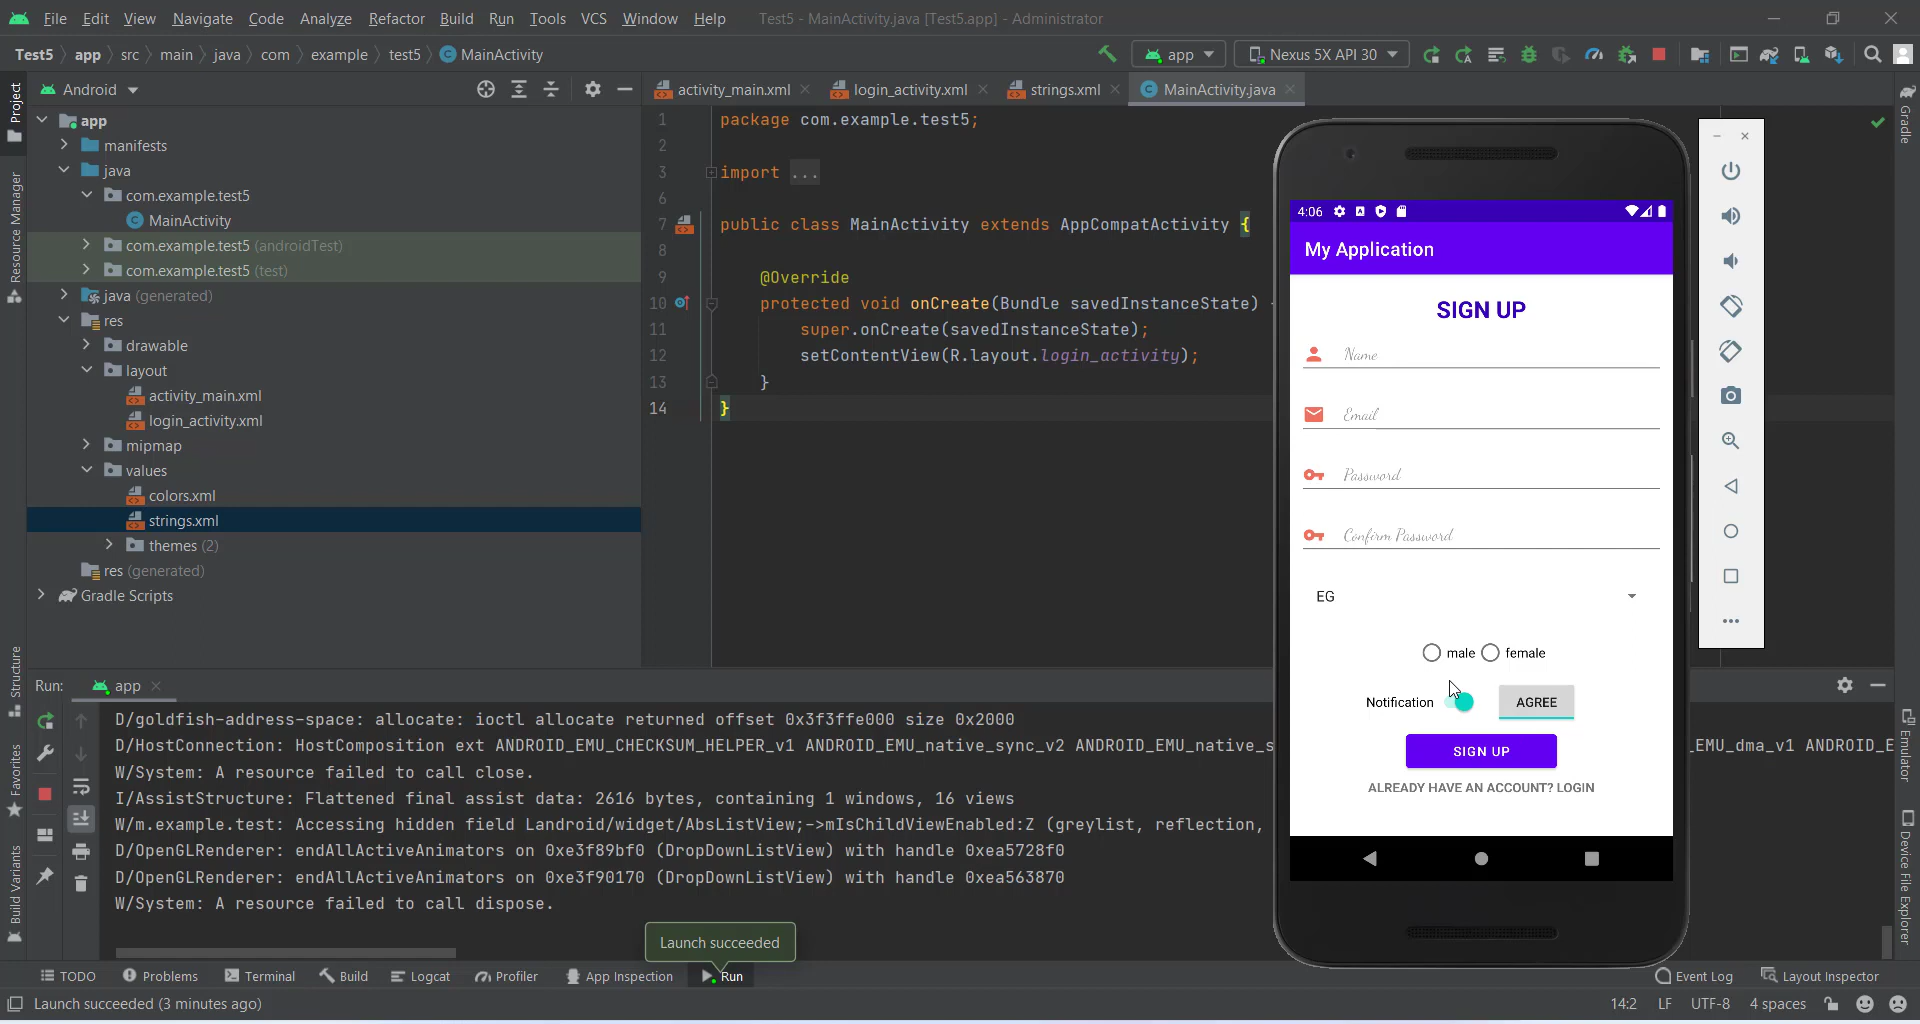 File Edit View Navigate Code Analyze Refactor Build Run Tools VCS Window Help Test5 - MainActivity.java [Test5.app] - Administrator
Test5 app src main java com example test5 MainActivity app Nexus 5X API 30
Project Android activity_main.xml login_activity.xml strings.xml MainActivity.java Gradle
app
manifests
java
com.example.test5
MainActivity
com.example.test5 (androidTest)
com.example.test5 (test)
java (generated)
res
drawable
layout
activity_main.xml
login_activity.xml
mipmap
values
colors.xml
strings.xml
themes (2)
res (generated)
Gradle Scripts
Resource Manager
Structure
Favorites
Build Variants
1 package com.example.test5;
2
3 import ...
6
7 public class MainActivity extends AppCompatActivity {
8
9 @Override
10 protected void onCreate(Bundle savedInstanceState)
11 super.onCreate(savedInstanceState);
12 setContentView(R.layout.login_activity);
13 }
14 }
4:06
My Application
SIGN UP
Name
Email
Password
Confirm Password
EG
male female
Notification AGREE
SIGN UP
ALREADY HAVE AN ACCOUNT? LOGIN
Run: app
D/goldfish-address-space: allocate: ioctl allocate returned offset 0x3f3ffe000 size 0x2000
D/HostConnection: HostComposition ext ANDROID_EMU_CHECKSUM_HELPER_v1 ANDROID_EMU_native_sync_v2 ANDROID_EMU_native_s _EMU_dma_v1 ANDROID_E
W/System: A resource failed to call close.
I/AssistStructure: Flattened final assist data: 2616 bytes, containing 1 windows, 16 views
W/m.example.test: Accessing hidden field Landroid/widget/AbsListView;->mIsChildViewEnabled:Z (greylist, reflection,
D/OpenGLRenderer: endAllActiveAnimators on 0xe3f89bf0 (DropDownListView) with handle 0xea5728f0
D/OpenGLRenderer: endAllActiveAnimators on 0xe3f90170 (DropDownListView) with handle 0xea563870
W/System: A resource failed to call dispose.
Launch succeeded
Emulator
Device File Explorer
TODO Problems Terminal Build Logcat Profiler App Inspection Run Event Log Layout Inspector
Launch succeeded (3 minutes ago) 14:2 LF UTF-8 4 spaces